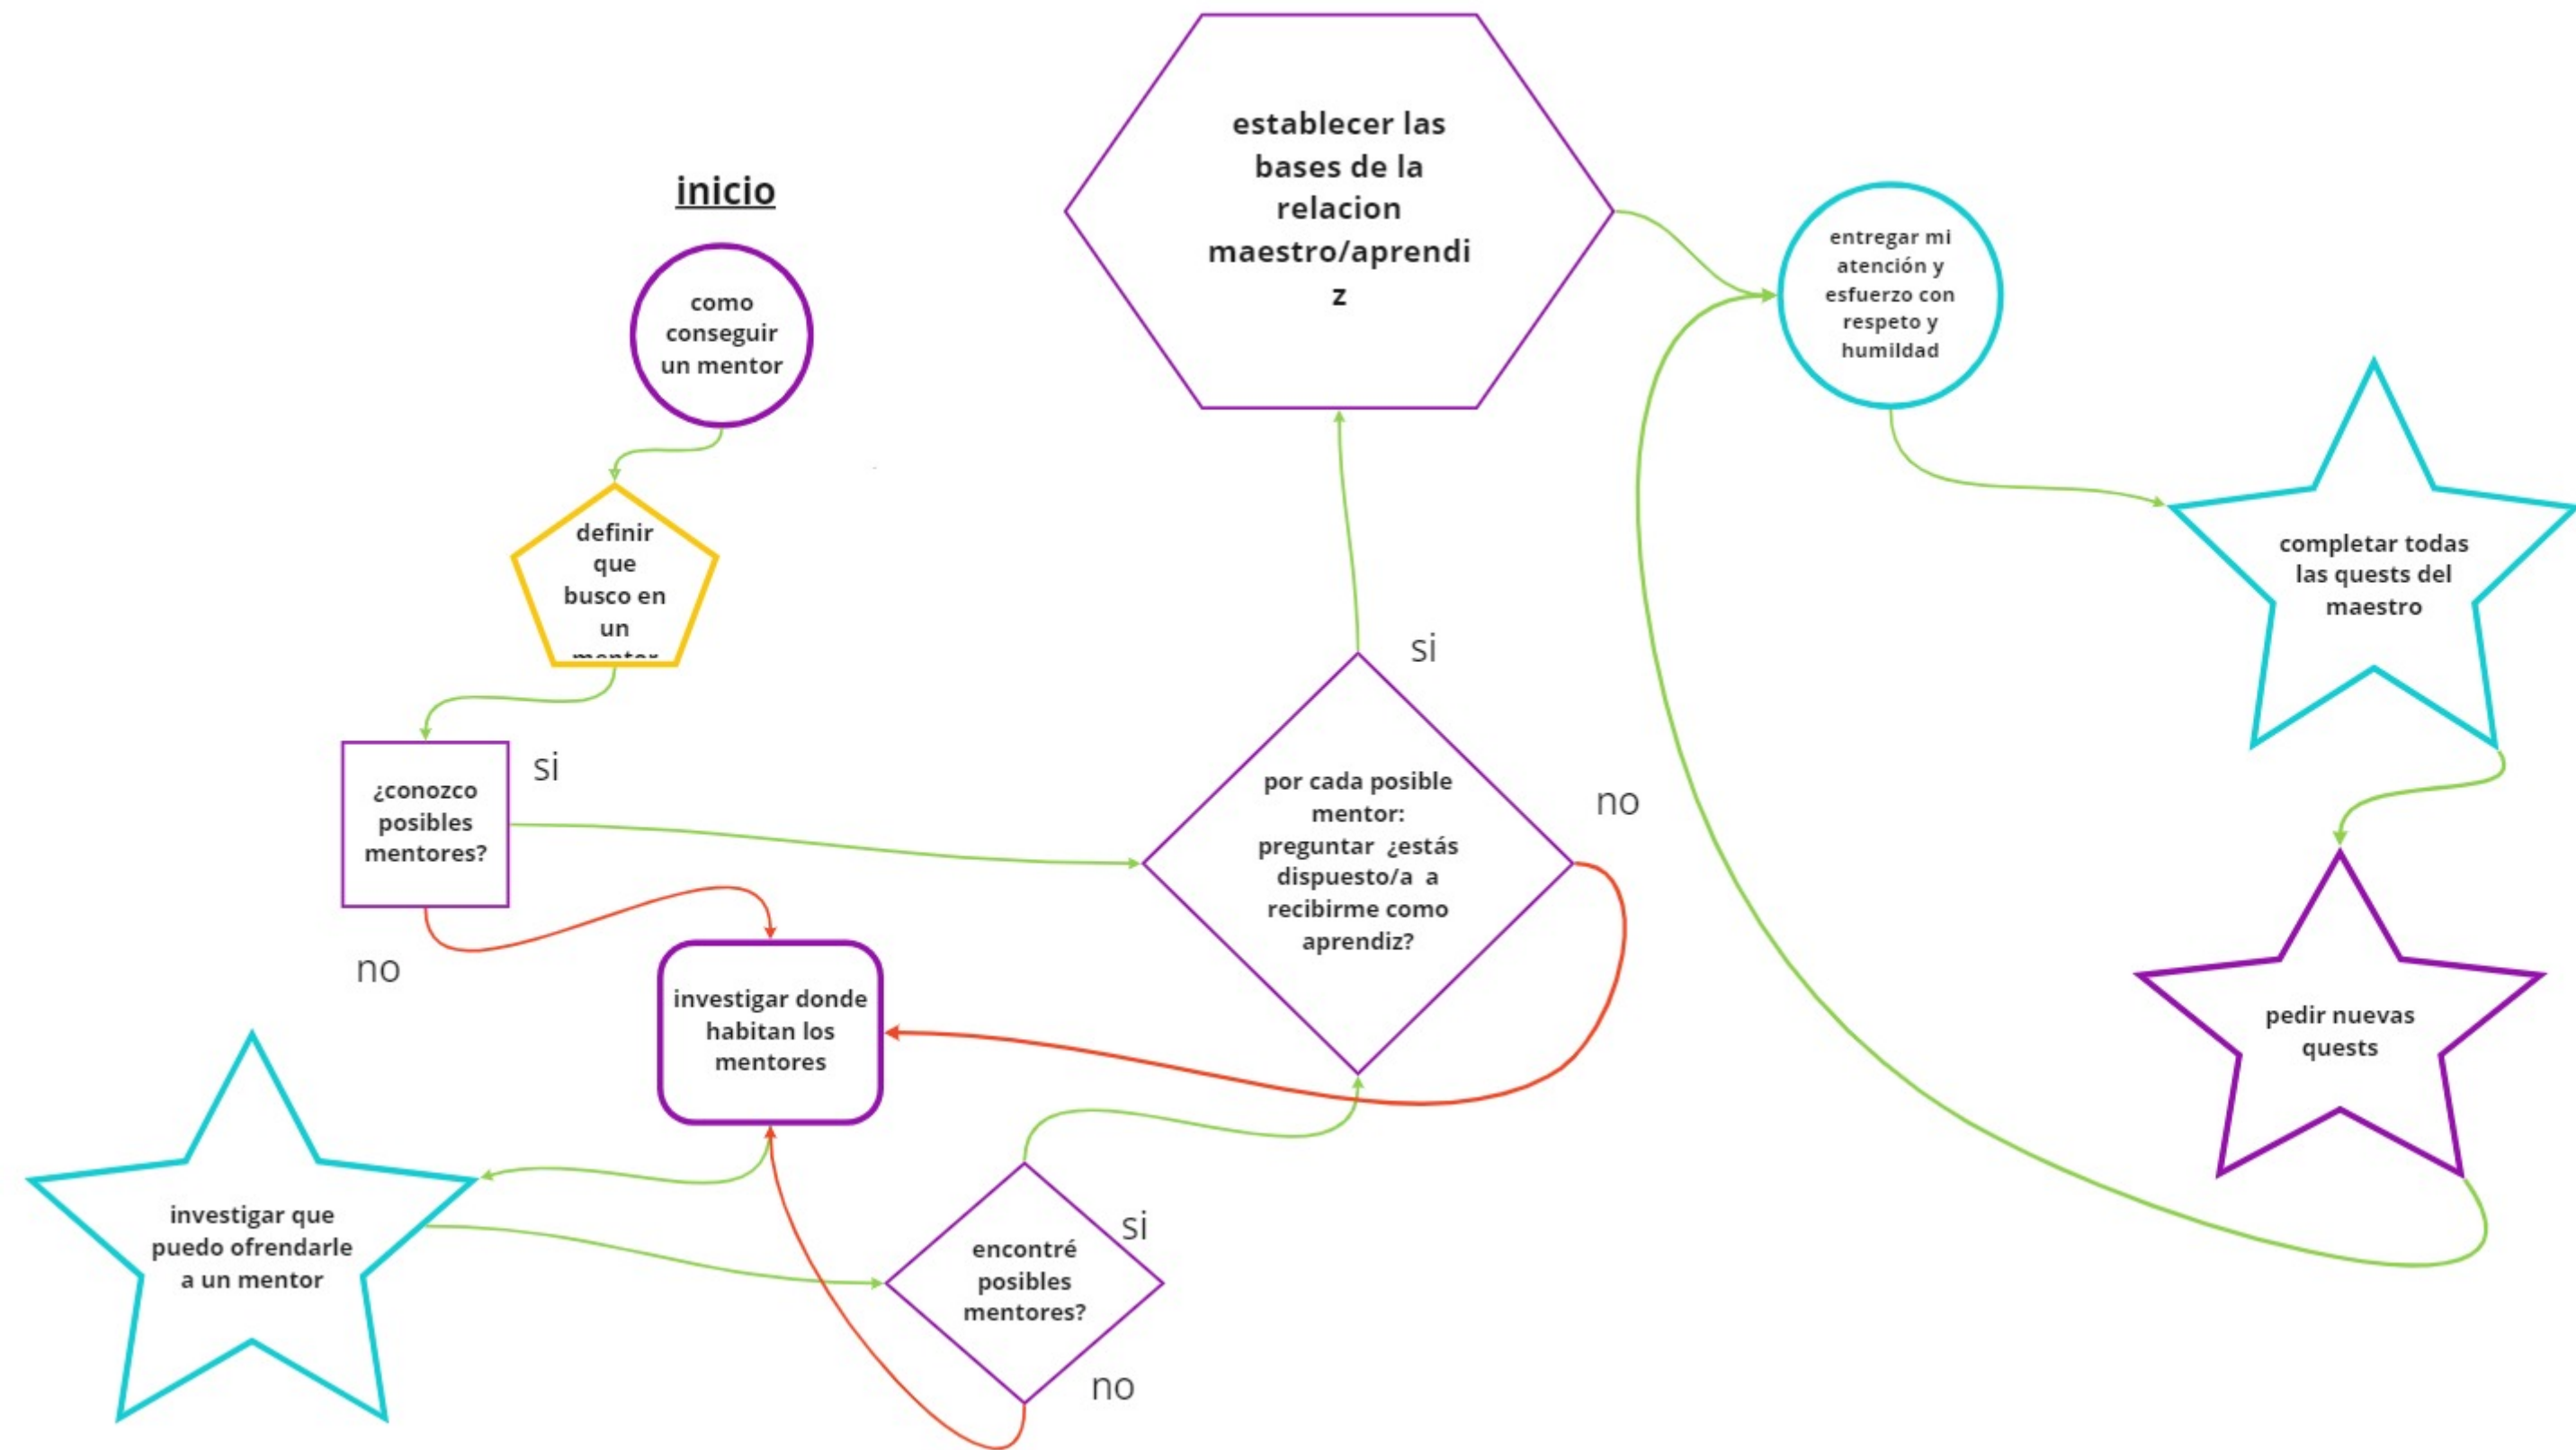 inicio
como
conseguir
un mentor
definir
que
busco en
un
mentor
¿conozco
posibles
mentores?
si
no
investigar donde
habitan los
mentores
investigar que
puedo ofrendarle
a un mentor
encontré
posibles
mentores?
si
no
por cada posible
mentor:
preguntar ¿estás
dispuesto/a a
recibirme como
aprendiz?
si
no
establecer las
bases de la
relacion
maestro/aprendi
z
entregar mi
atención y
esfuerzo con
respeto y
humildad
completar todas
las quests del
maestro
pedir nuevas
quests